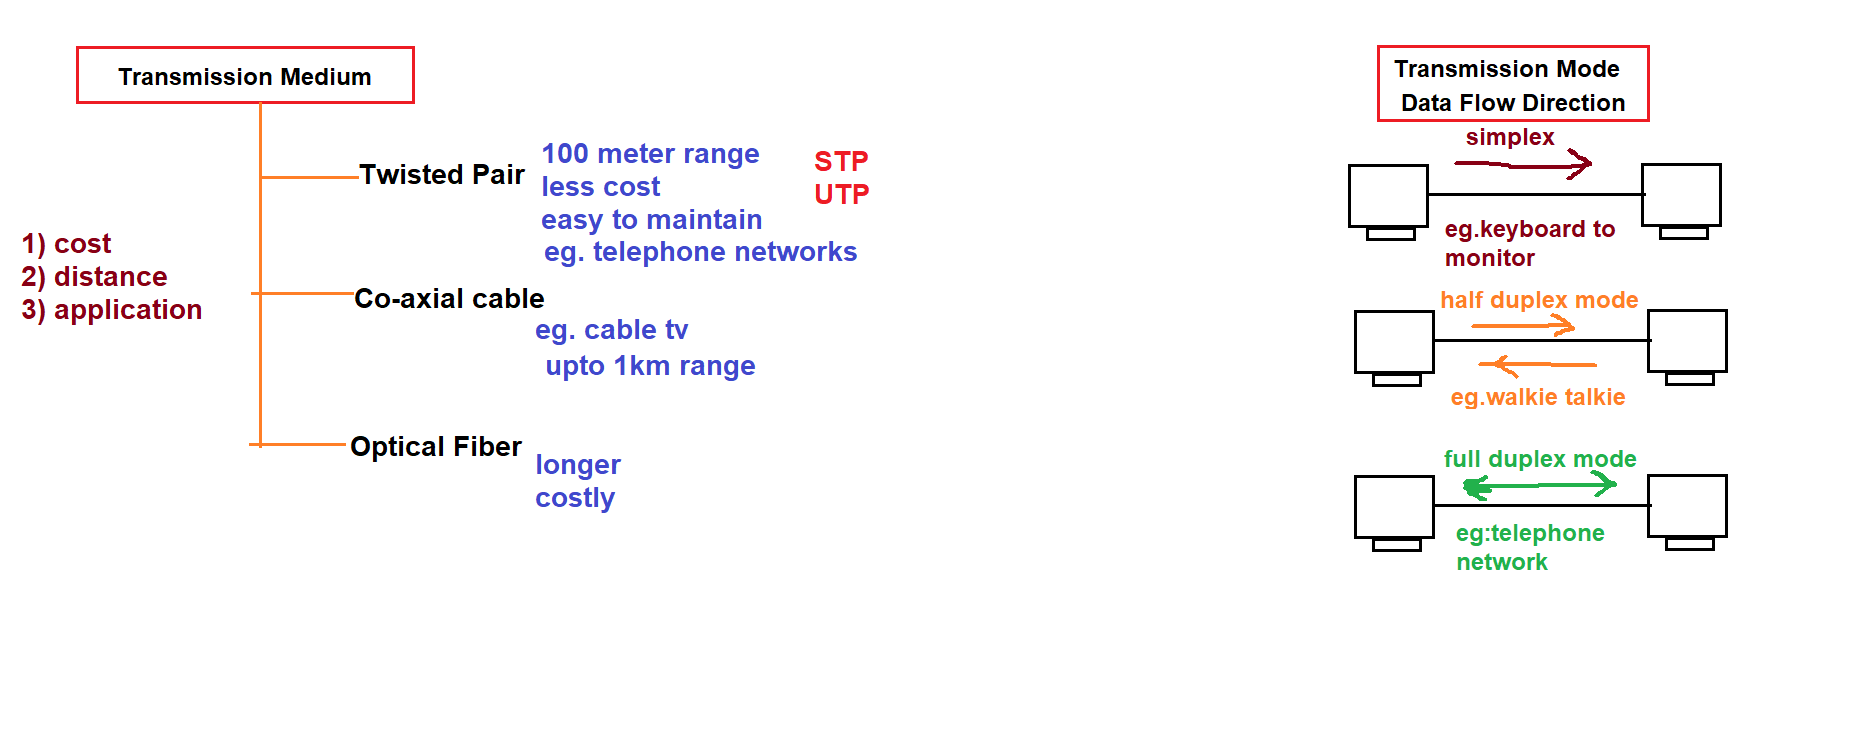 Transmission Medium
Twisted Pair
100 meter range
less cost
easy to maintain
eg. telephone networks
STP
UTP
1) cost
2) distance
3) application
Co-axial cable
eg. cable tv
upto 1km range
Optical Fiber
longer
costly
Transmission Mode
Data Flow Direction
simplex
eg.keyboard to
monitor
half duplex mode
eg.walkie talkie
full duplex mode
eg:telephone
network